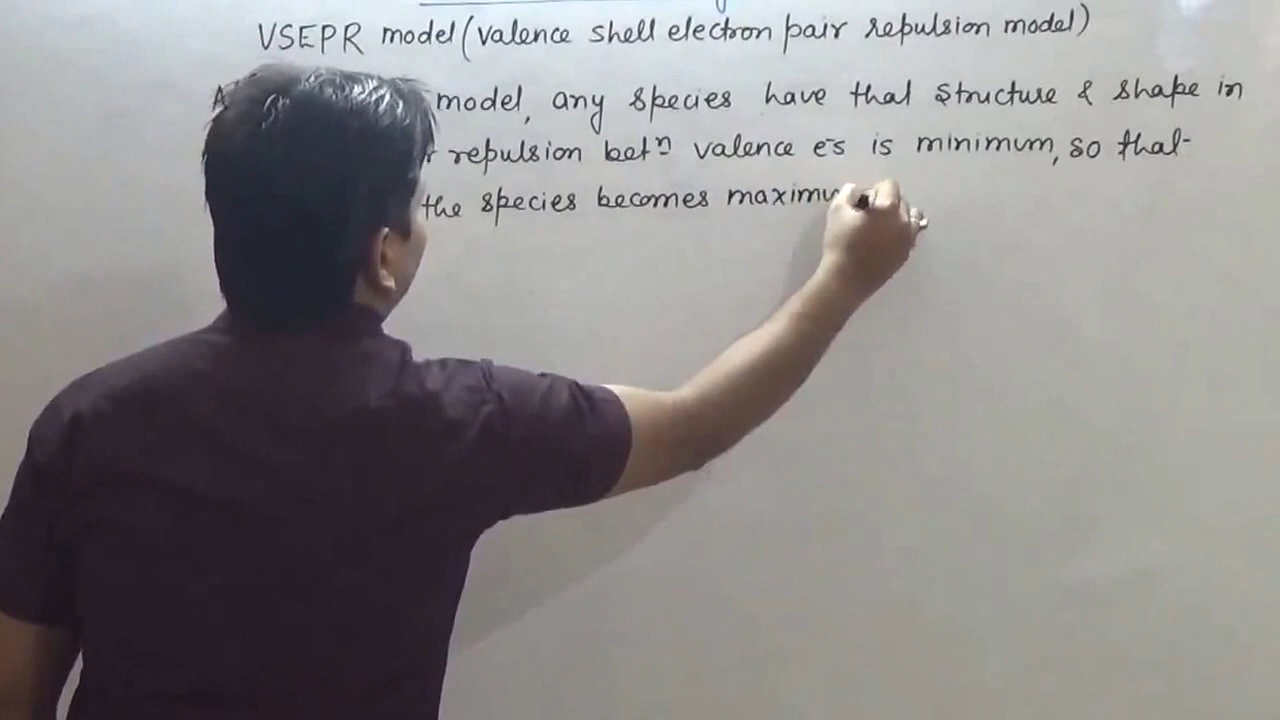 VSEPR model (valence shell electron pair repulsion model)
A model, any species have that structure & shape in
r repulsion betⁿ valence e⁻s is minimum, so that
the species becomes maximu